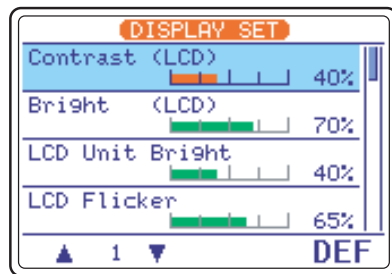 DISPLAY SET
Contrast (LCD)
40%
Bright (LCD)
70%
LCD Unit Bright
40%
LCD Flicker
65%
▲ 1 ▼ DEF